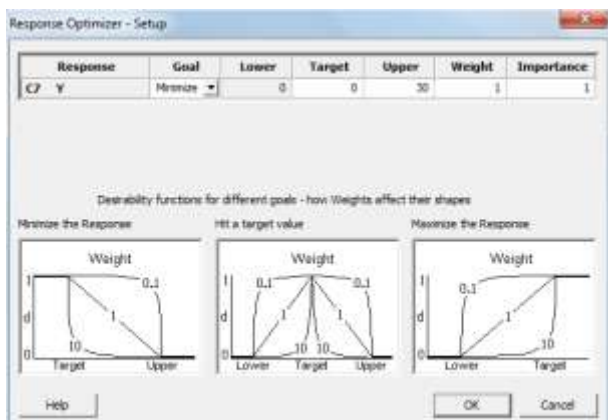 Response Optimizer - Setup
Response Goal Lower Target Upper Weight Importance
C7 Y Minimize 0 0 30 1 1
Desirability functions for different goals - how Weights affect their shapes
Minimize the Response Hit a target value Maximize the Response
Weight Weight Weight
1 0.1 1 0.1 0.1 1 0.1
d 1 d 1 1 d 1
10 10 10 10
0 0 0
Target Upper Lower Target Upper Lower Target
Help OK Cancel